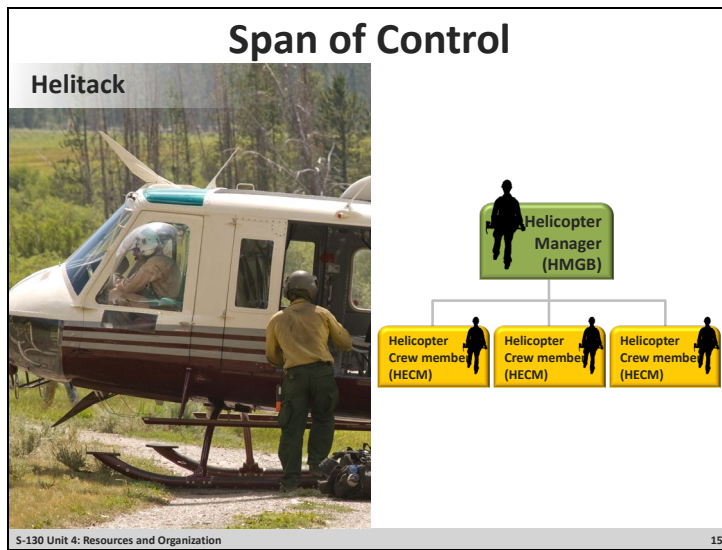 Span of Control
Helitack
Helicopter
Manager
(HMGB)
Helicopter
Crew member
(HECM)
Helicopter
Crew member
(HECM)
Helicopter
Crew member
(HECM)
S-130 Unit 4: Resources and Organization
15